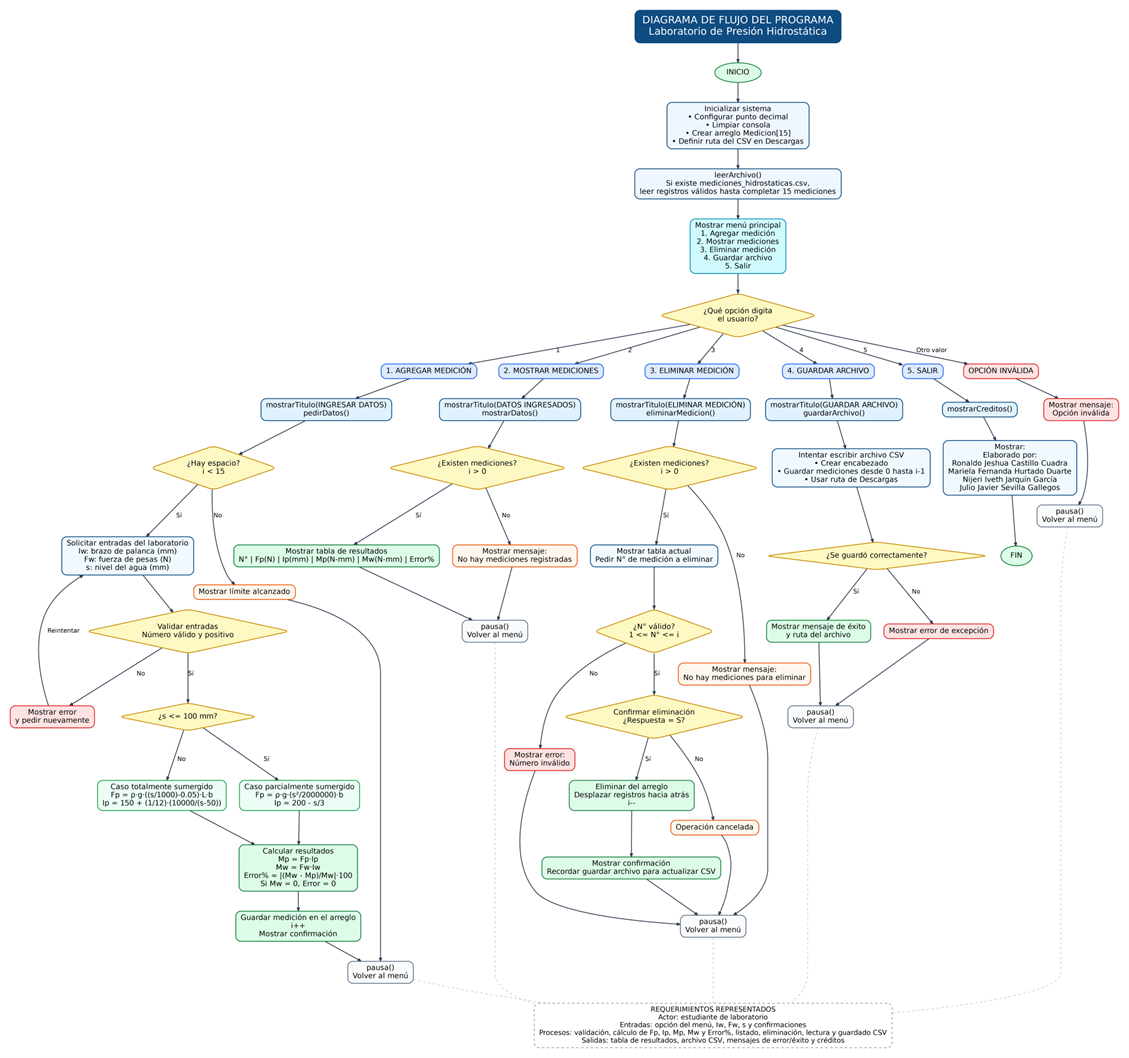 DIAGRAMA DE FLUJO DEL PROGRAMA
Laboratorio de Presión Hidrostática
INICIO
Inicializar sistema
• Configurar punto decimal
• Limpiar consola
• Crear arreglo Medicion[15]
• Definir ruta del CSV en Descargas
leerArchivo()
Si existe mediciones_hidrostaticas.csv,
leer registros válidos hasta completar 15 mediciones
Mostrar menú principal
1. Agregar medición
2. Mostrar mediciones
3. Eliminar medición
4. Guardar archivo
5. Salir
¿Qué opción digita
el usuario?
1
2
3
4
5
Otro valor
1. AGREGAR MEDICIÓN
2. MOSTRAR MEDICIONES
3. ELIMINAR MEDICIÓN
4. GUARDAR ARCHIVO
5. SALIR
OPCIÓN INVÁLIDA
mostrarTitulo(INGRESAR DATOS)
pedirDatos()
mostrarTitulo(DATOS INGRESADOS)
mostrarDatos()
mostrarTitulo(ELIMINAR MEDICIÓN)
eliminarMedicion()
mostrarTitulo(GUARDAR ARCHIVO)
guardarArchivo()
mostrarCreditos()
Mostrar mensaje:
Opción inválida
¿Hay espacio?
i < 15
¿Existen mediciones?
i > 0
¿Existen mediciones?
i > 0
Intentar escribir archivo CSV
• Crear encabezado
• Guardar mediciones desde 0 hasta i-1
• Usar ruta de Descargas
Mostrar:
Elaborado por:
Ronaldo Jeshua Castillo Cuadra
Mariela Fernanda Hurtado Duarte
Nijeri Iveth Jarquín García
Julio Javier Sevilla Gallegos
pausa()
Volver al menú
Sí
No
Sí
No
Sí
No
Solicitar entradas del laboratorio
lw: brazo de palanca (mm)
Fw: fuerza de pesas (N)
s: nivel del agua (mm)
Mostrar límite alcanzado
Mostrar tabla de resultados
N° | Fp(N) | lp(mm) | Mp(N-mm) | Mw(N-mm) | Error%
Mostrar mensaje:
No hay mediciones registradas
Mostrar tabla actual
Pedir N° de medición a eliminar
¿Se guardó correctamente?
FIN
Sí
No
Reintentar
Validar entradas
Número válido y positivo
pausa()
Volver al menú
¿N° válido?
1 <= N° <= i
Mostrar mensaje de éxito
y ruta del archivo
Mostrar error de excepción
No
Sí
No
Sí
Mostrar mensaje:
No hay mediciones para eliminar
Mostrar error
y pedir nuevamente
¿s <= 100 mm?
Confirmar eliminación
¿Respuesta = S?
pausa()
Volver al menú
No
Sí
Mostrar error:
Número inválido
Sí
No
Caso totalmente sumergido
Fp = ρ·g·((s/1000)-0.05)·L·b
lp = 150 + (1/12)·(10000/(s-50))
Caso parcialmente sumergido
Fp = ρ·g·(s²/2000000)·b
lp = 200 - s/3
Eliminar del arreglo
Desplazar registros hacia atrás
i--
Operación cancelada
Calcular resultados
Mp = Fp·lp
Mw = Fw·lw
Error% = |(Mw - Mp)/Mw|·100
Si Mw = 0, Error = 0
Mostrar confirmación
Recordar guardar archivo para actualizar CSV
Guardar medición en el arreglo
i++
Mostrar confirmación
pausa()
Volver al menú
pausa()
Volver al menú
REQUERIMIENTOS REPRESENTADOS
Actor: estudiante de laboratorio
Entradas: opción del menú, lw, Fw, s y confirmaciones
Procesos: validación, cálculo de Fp, lp, Mp, Mw y Error%, listado, eliminación, lectura y guardado CSV
Salidas: tabla de resultados, archivo CSV, mensajes de error/éxito y créditos